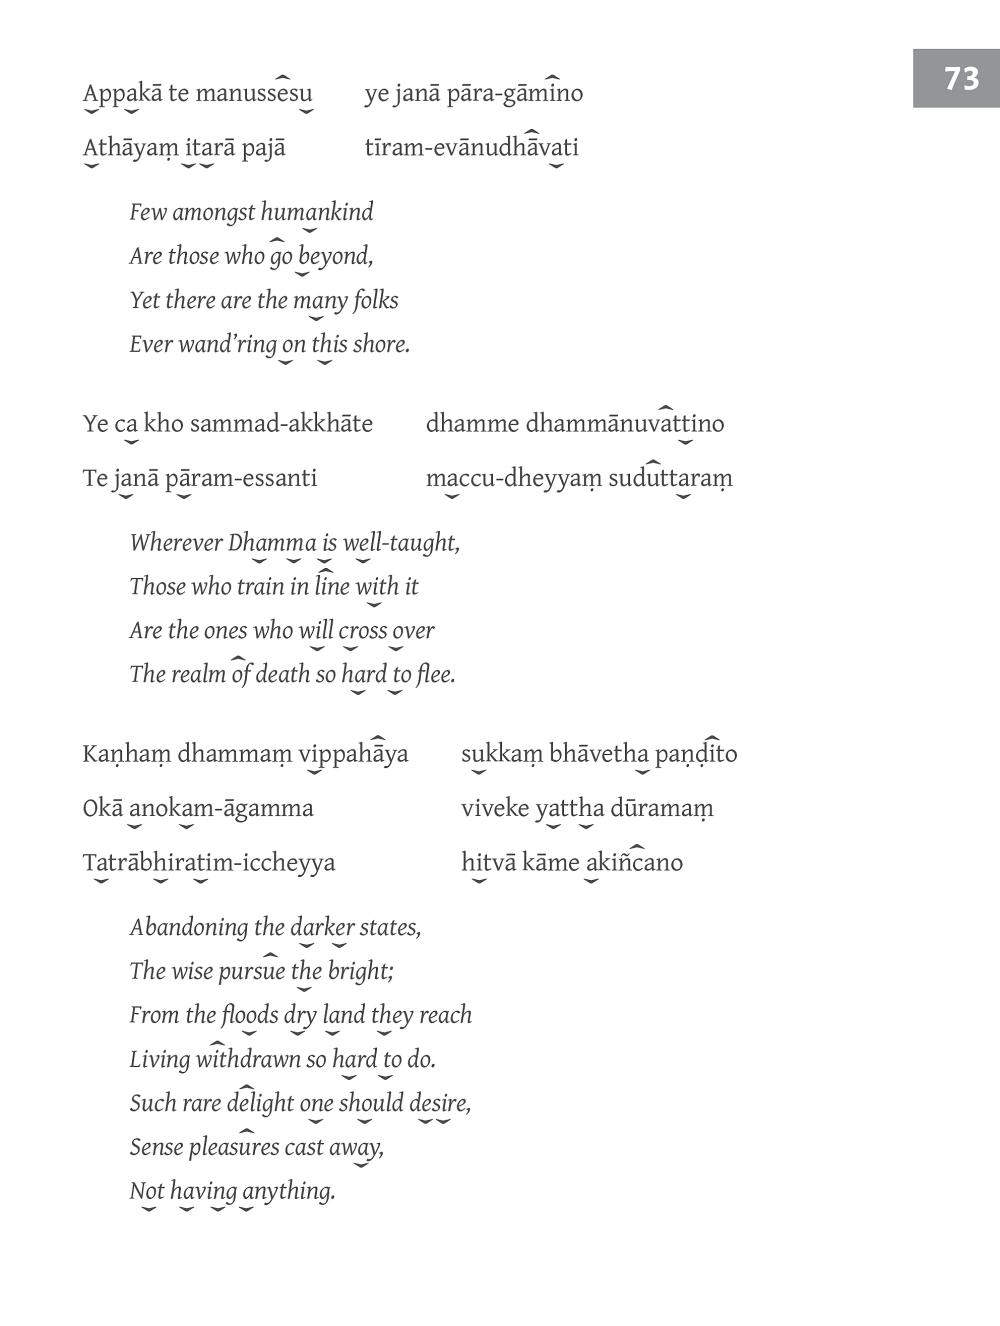 73
Appakā te manussesu ye janā pāra-gāmino
Athāyaṃ itarā pajā tīram-evānudhāvati
Few amongst humankind
Are those who go beyond,
Yet there are the many folks
Ever wand’ring on this shore.
Ye ca kho sammad-akkhāte dhamme dhammānuvattino
Te janā pāram-essanti maccu-dheyyaṃ suduttaraṃ
Wherever Dhamma is well-taught,
Those who train in line with it
Are the ones who will cross over
The realm of death so hard to flee.
Kaṇhaṃ dhammaṃ vippahāya sukkaṃ bhāvetha paṇḍito
Okā anokam-āgamma viveke yattha dūramaṃ
Tatrābhiratim-iccheyya hitvā kāme akiñcano
Abandoning the darker states,
The wise pursue the bright;
From the floods dry land they reach
Living withdrawn so hard to do.
Such rare delight one should desire,
Sense pleasures cast away,
Not having anything.